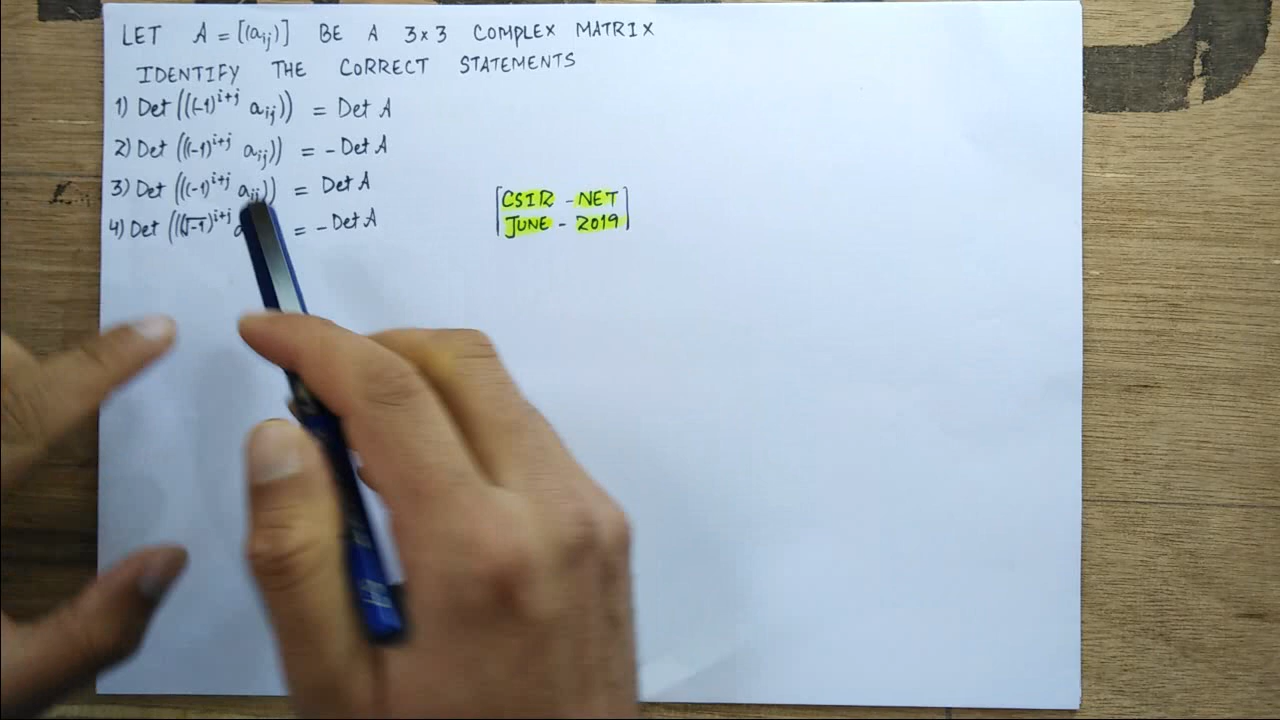 LET A = [(aij)] BE A 3×3 COMPLEX MATRIX
IDENTIFY THE CORRECT STATEMENTS
1) Det (((-1)^i+j aij)) = Det A
2) Det (((-1)^i+j aij)) = - Det A
3) Det (((-1)^i+j aij)) = Det A
4) Det (((√-1)^i+j = - Det A
[CSIR - NET
JUNE - 2019]